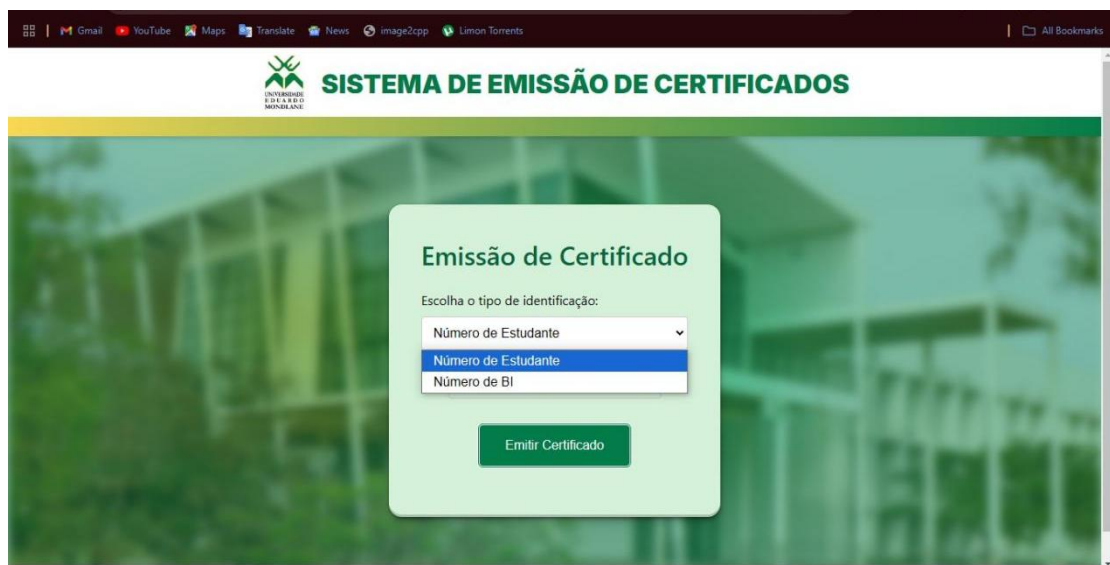 Gmail YouTube Maps Translate News image2cpp Limon Torrents All Bookmarks
UNIVERSIDADE
EDUARDO
MONDLANE
SISTEMA DE EMISSÃO DE CERTIFICADOS
Emissão de Certificado
Escolha o tipo de identificação:
Número de Estudante
Número de Estudante
Número de BI
Emitir Certificado